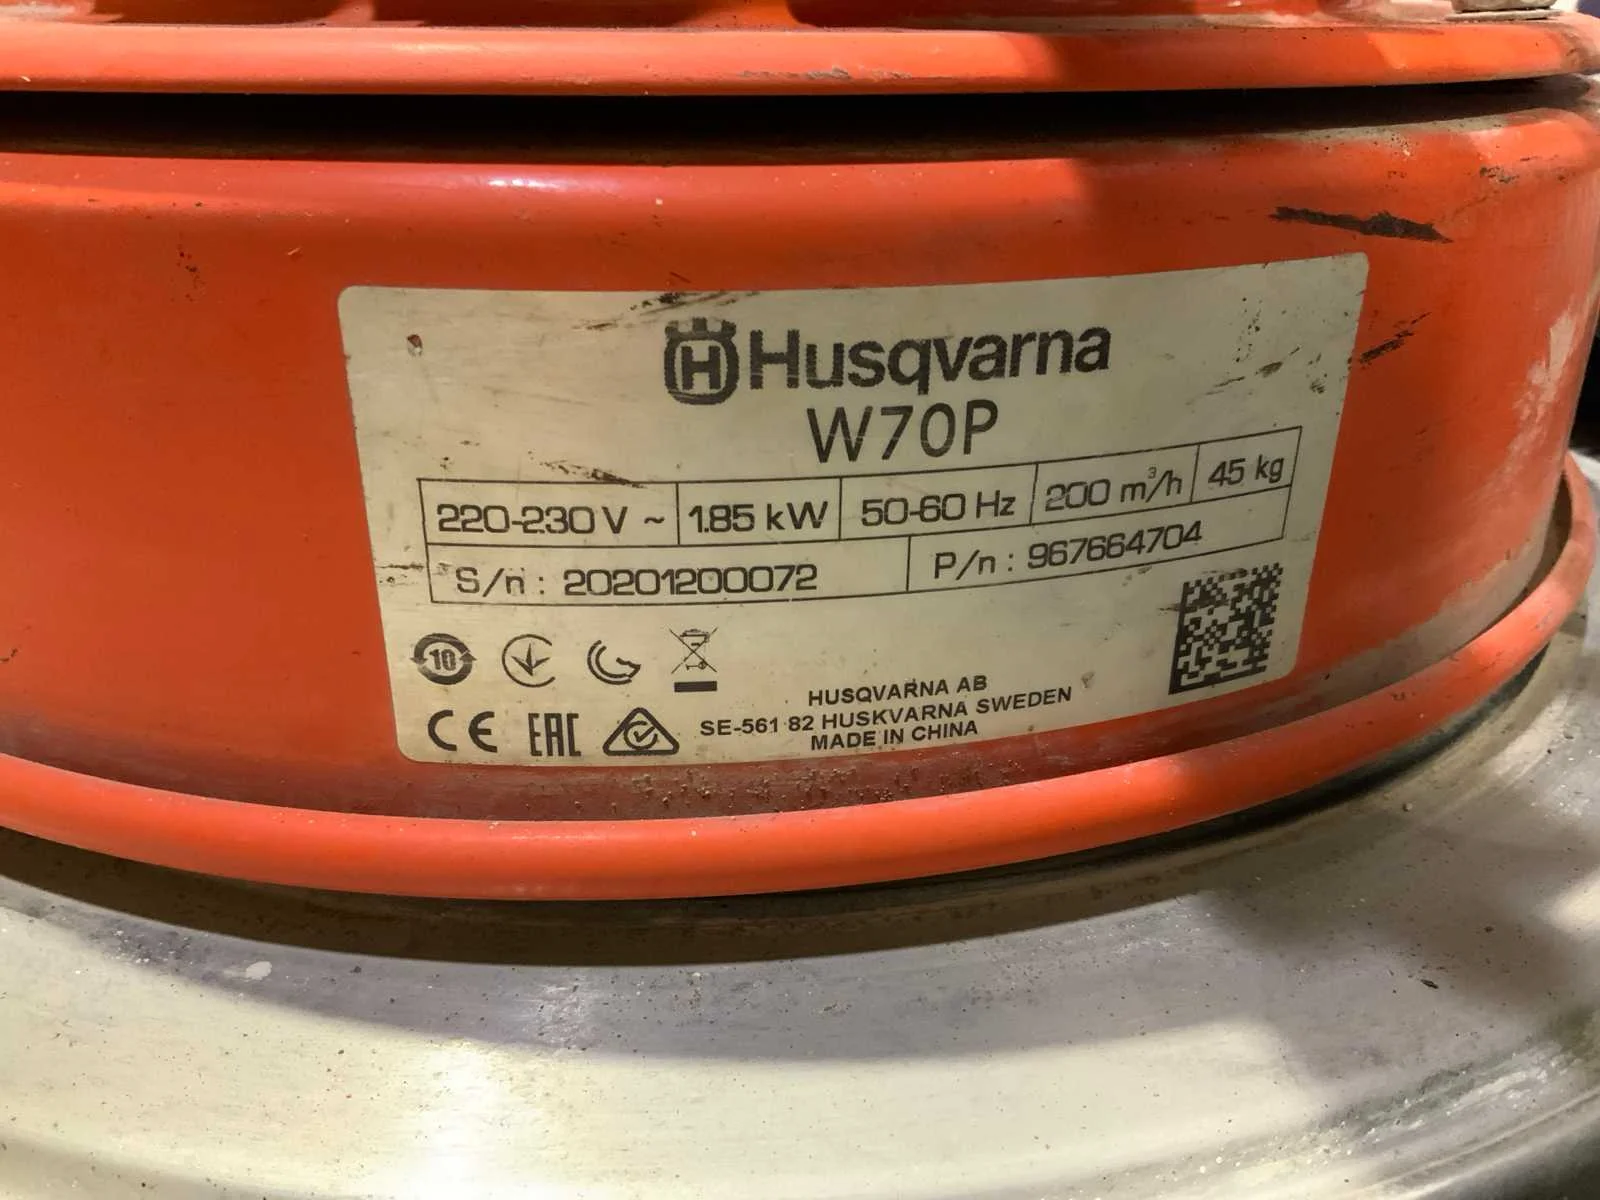 Husqvarna
W70P
220-230 V ~ 1.85 kW 50-60 Hz 200 m³/h 45 kg
S/n : 20201200072 P/n : 967664704
10
CE EAC
HUSQVARNA AB
SE-561 82 HUSKVARNA SWEDEN
MADE IN CHINA